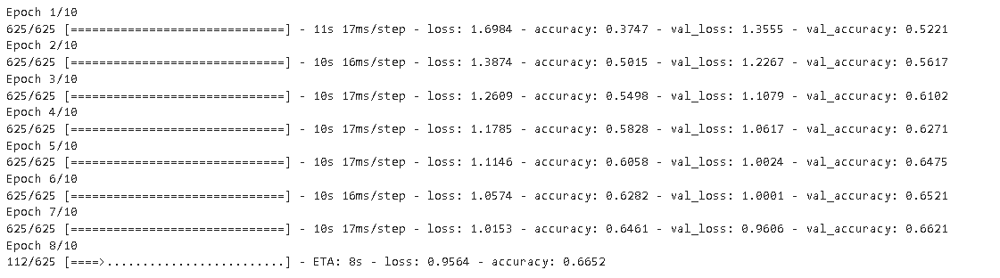 Epoch 1/10
625/625 [==============================] - 11s 17ms/step - loss: 1.6984 - accuracy: 0.3747 - val_loss: 1.3555 - val_accuracy: 0.5221
Epoch 2/10
625/625 [==============================] - 10s 16ms/step - loss: 1.3874 - accuracy: 0.5015 - val_loss: 1.2267 - val_accuracy: 0.5617
Epoch 3/10
625/625 [==============================] - 10s 17ms/step - loss: 1.2609 - accuracy: 0.5498 - val_loss: 1.1079 - val_accuracy: 0.6102
Epoch 4/10
625/625 [==============================] - 10s 17ms/step - loss: 1.1785 - accuracy: 0.5828 - val_loss: 1.0617 - val_accuracy: 0.6271
Epoch 5/10
625/625 [==============================] - 10s 17ms/step - loss: 1.1146 - accuracy: 0.6058 - val_loss: 1.0024 - val_accuracy: 0.6475
Epoch 6/10
625/625 [==============================] - 10s 16ms/step - loss: 1.0574 - accuracy: 0.6282 - val_loss: 1.0001 - val_accuracy: 0.6521
Epoch 7/10
625/625 [==============================] - 10s 17ms/step - loss: 1.0153 - accuracy: 0.6461 - val_loss: 0.9606 - val_accuracy: 0.6621
Epoch 8/10
112/625 [====>.........................] - ETA: 8s - loss: 0.9564 - accuracy: 0.6652